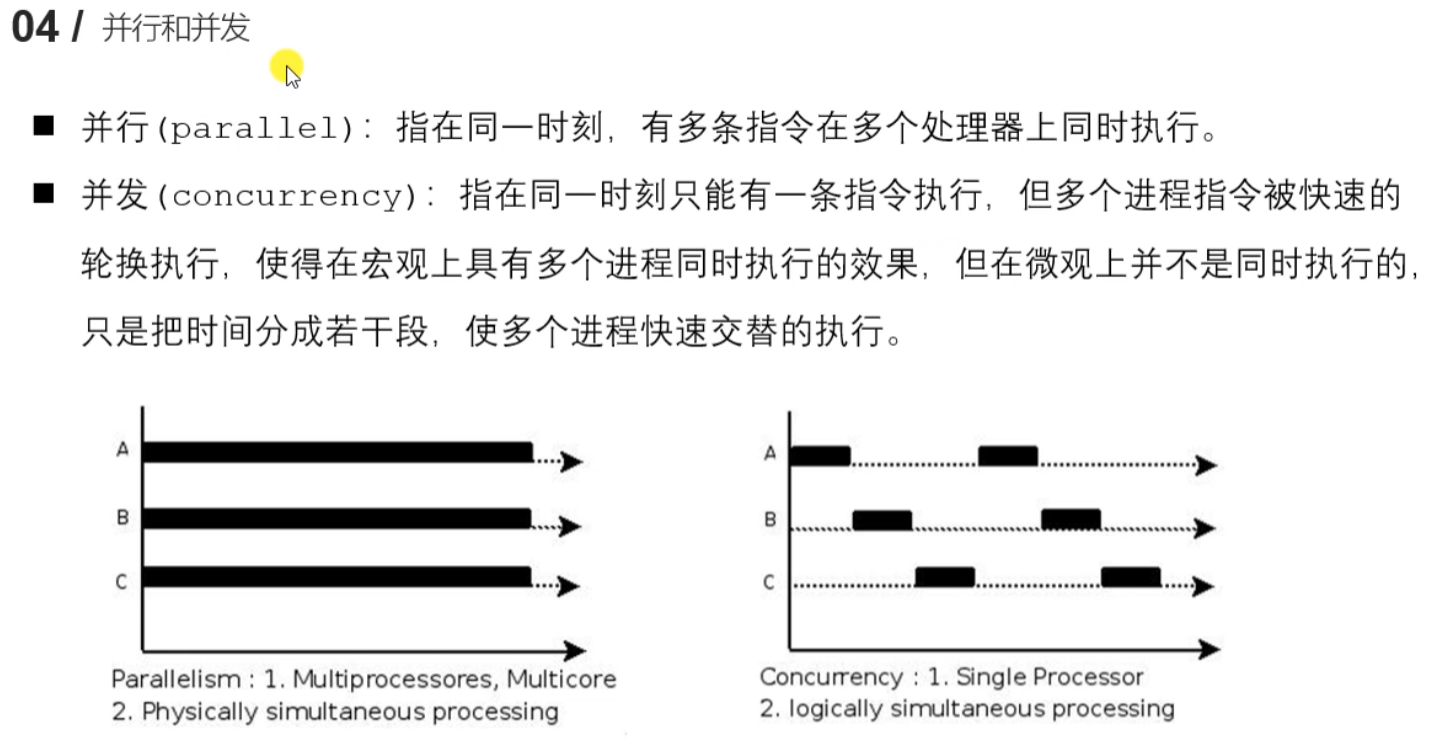 04 / 并行和并发
■ 并行(parallel)：指在同一时刻，有多条指令在多个处理器上同时执行。
■ 并发(concurrency)：指在同一时刻只能有一条指令执行，但多个进程指令被快速的
轮换执行，使得在宏观上具有多个进程同时执行的效果，但在微观上并不是同时执行的，
只是把时间分成若干段，使多个进程快速交替的执行。
A
B
C
Parallelism : 1. Multiprocessores, Multicore
2. Physically simultaneous processing
A
B
C
Concurrency : 1. Single Processor
2. logically simultaneous processing